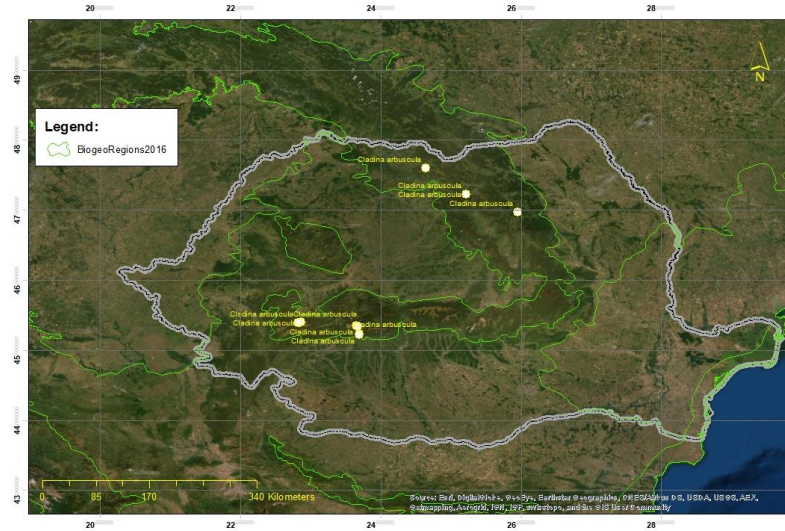 20 22 24 26 28
49
48
47
46
45
44
43
Legend:
BiogeoRegions2016
N
Cladina arbuscula
Cladina arbuscula
Cladina arbuscula
Cladina arbuscula
Cladina arbuscula Cladina arbuscula
Cladina arbuscula
Cladina arbuscula
Cladina arbuscula
Cladina arbuscula
0 85 170 340 Kilometers
Source: Esri, DigitalGlobe, GeoEye, Earthstar Geographics, CNES/Airbus DS, USDA, USGS, AEX,
Getmapping, Aerogrid, IGN, IGP, swisstopo, and the GIS User Community
20 22 24 26 28